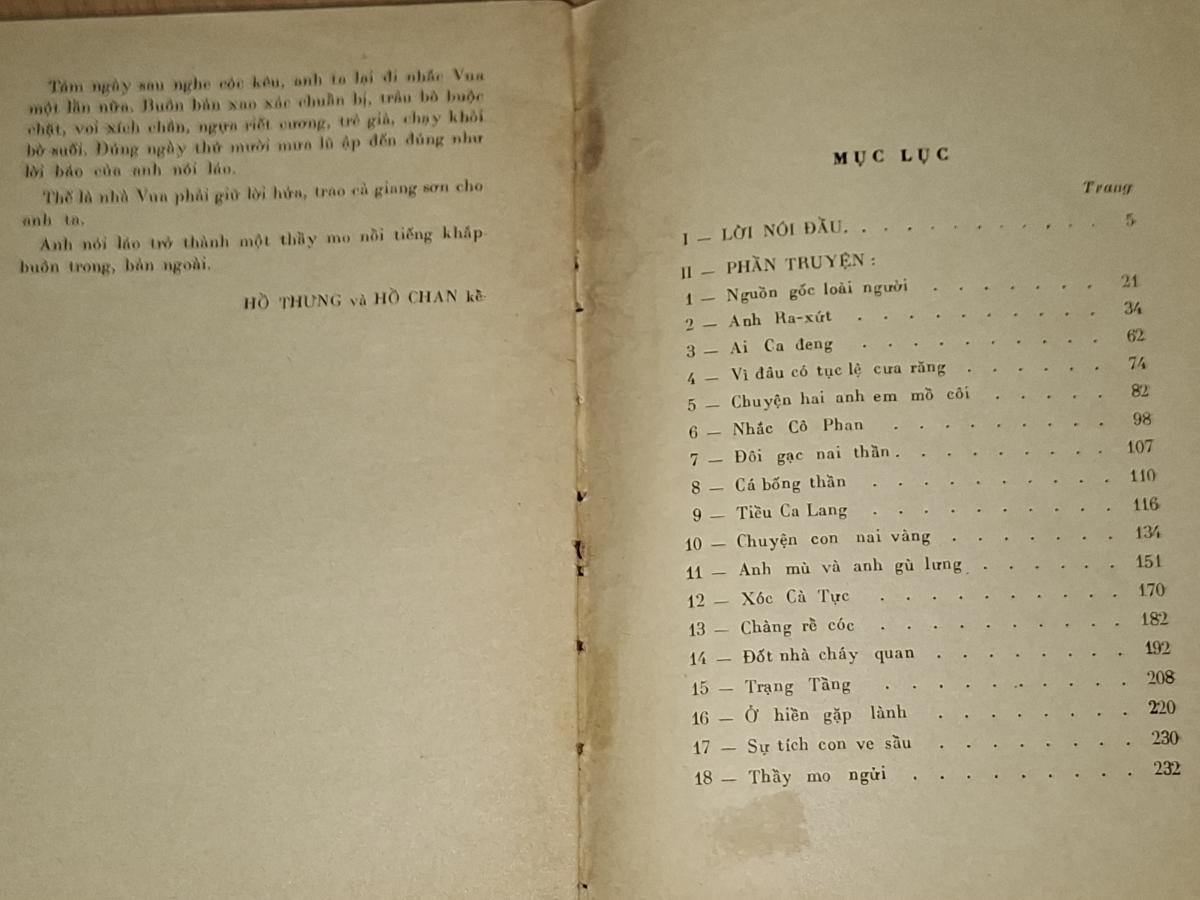 Tám ngày sau nghe cóc kêu, anh ta lại đi nhắc Vua
một lần nữa. Buôn bản xao xác chuẩn bị, trâu bò buộc
chặt, voi xích chân, ngựa riết cương, trẻ già, chạy khỏi
bờ suối. Đúng ngày thứ mười mưa lũ ập đến đúng như
lời báo của anh nói láo.
Thế là nhà Vua phải giữ lời hứa, trao cả giang sơn cho
anh ta.
Anh nói láo trở thành một thầy mo nổi tiếng khắp
buôn trong, bản ngoài.
HỒ THƯNG và HỒ CHAN kể
MỤC LỤC
Trang
I — LỜI NÓI ĐẦU. . . . . . . . . . . . 5
II — PHẦN TRUYỆN :
1 — Nguồn gốc loài người . . . . . . . 21
2 — Anh Ra-xứt . . . . . . . . . . 34
3 — Ai Ca đeng . . . . . . . . . . 62
4 — Vì đâu có tục lệ cưa răng . . . . . . 74
5 — Chuyện hai anh em mồ côi . . . . . 82
6 — Nhắc Cô Phan . . . . . . . . . 98
7 — Đôi gạc nai thần . . . . . . . . . 107
8 — Cá bống thần . . . . . . . . . . 110
9 — Tiều Ca Lang . . . . . . . . . . 116
10 — Chuyện con nai vàng . . . . . . . 134
11 — Anh mù và anh gù lưng . . . . . . 151
12 — Xóc Cà Tực . . . . . . . . . . 170
13 — Chàng rể cóc . . . . . . . . . . 182
14 — Đốt nhà cháy quan . . . . . . . . 192
15 — Trạng Tầng . . . . . . . . . . 208
16 — Ở hiền gặp lành . . . . . . . . 220
17 — Sự tích con ve sầu . . . . . . . . 230
18 — Thầy mo ngửi . . . . . . . . . 232